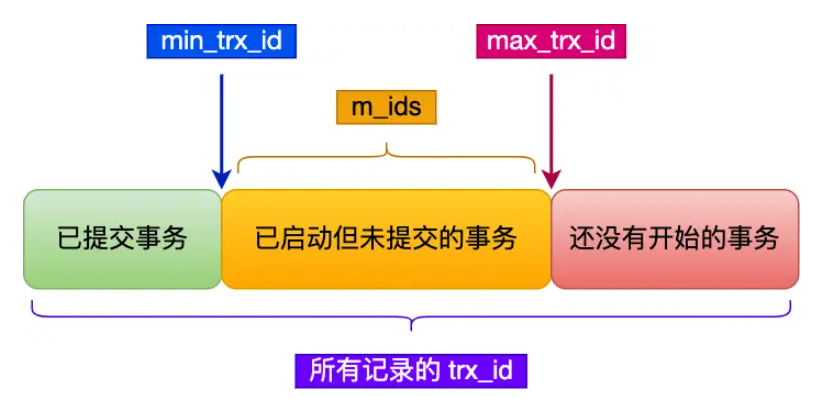 min_trx_id
max_trx_id
m_ids
已提交事务
已启动但未提交的事务
还没有开始的事务
所有记录的 trx_id